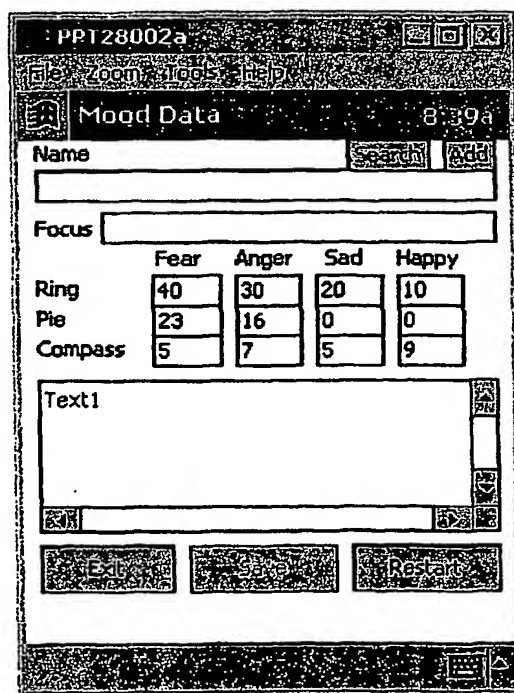 : PPT28002a
File Zoom Tools Help
Mood Data 8:39a
Name Search Add
Focus
Fear Anger Sad Happy
Ring 40 30 20 10
Pie 23 16 0 0
Compass 5 7 5 9
Text1
Exit Save Restart